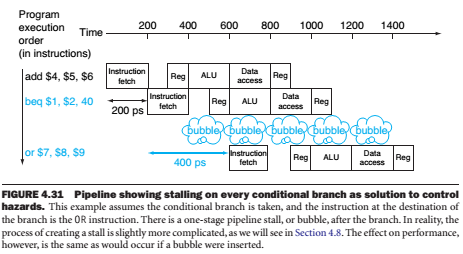 Program
execution
order
(in instructions)
Time
200 400 600 800 1000 1200 1400
add $4, $5, $6
Instruction
fetch
Reg
ALU
Data
access
Reg
beq $1, $2, 40
Instruction
fetch
Reg
ALU
Data
access
Reg
200 ps
bubble bubble bubble bubble bubble
or $7, $8, $9
400 ps
Instruction
fetch
Reg
ALU
Data
access
Reg
FIGURE 4.31 Pipeline showing stalling on every conditional branch as solution to control
hazards. This example assumes the conditional branch is taken, and the instruction at the destination of
the branch is the OR instruction. There is a one-stage pipeline stall, or bubble, after the branch. In reality, the
process of creating a stall is slightly more complicated, as we will see in Section 4.8. The effect on performance,
however, is the same as would occur if a bubble were inserted.